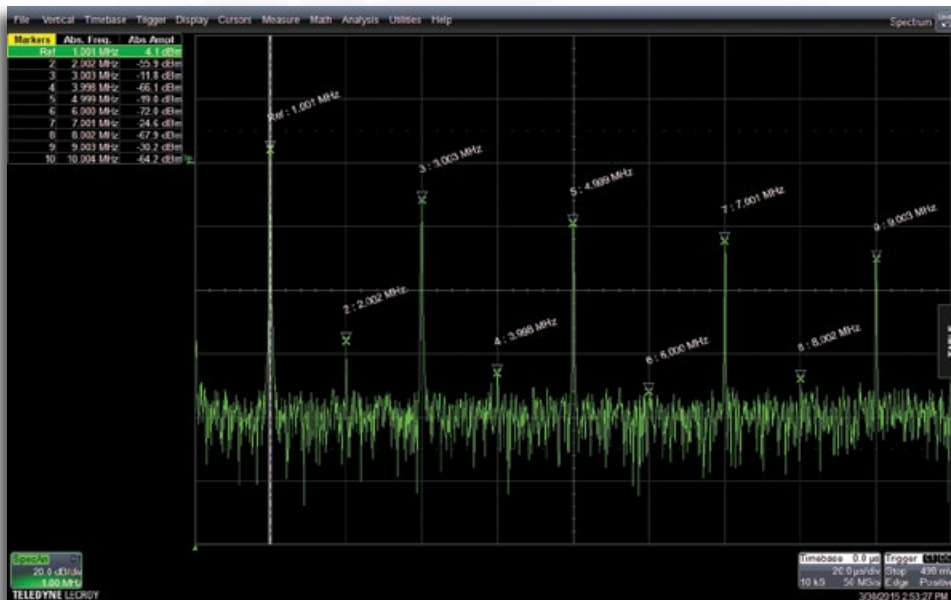 File Vertical Timebase Trigger Display Cursors Measure Math Analysis Utilities Help
Spectrum
Markers Abs. Freq. Abs Ampl
Ref 1.001 MHz 4.1 dBm
2 2.002 MHz -55.9 dBm
3 3.003 MHz -11.8 dBm
4 3.998 MHz -66.1 dBm
5 4.999 MHz -19.0 dBm
6 6.000 MHz -72.0 dBm
7 7.001 MHz -24.6 dBm
8 8.002 MHz -67.9 dBm
9 9.003 MHz -30.2 dBm
10 10.004 MHz -64.2 dBm
Ref : 1.001 MHz
2 : 2.002 MHz
3 : 3.003 MHz
4 : 3.998 MHz
5 : 4.999 MHz
6 : 6.000 MHz
7 : 7.001 MHz
8 : 8.002 MHz
9 : 9.003 MHz
SpecAn
20.0 dB/div
1.00 MHz
Timebase 0.0 µs
20.0 µs/div
10 kS 50 MS/s
Trigger
Stop 498 mV
Edge Positive
TELEDYNE LECROY
3/30/2015 2:53:27 PM